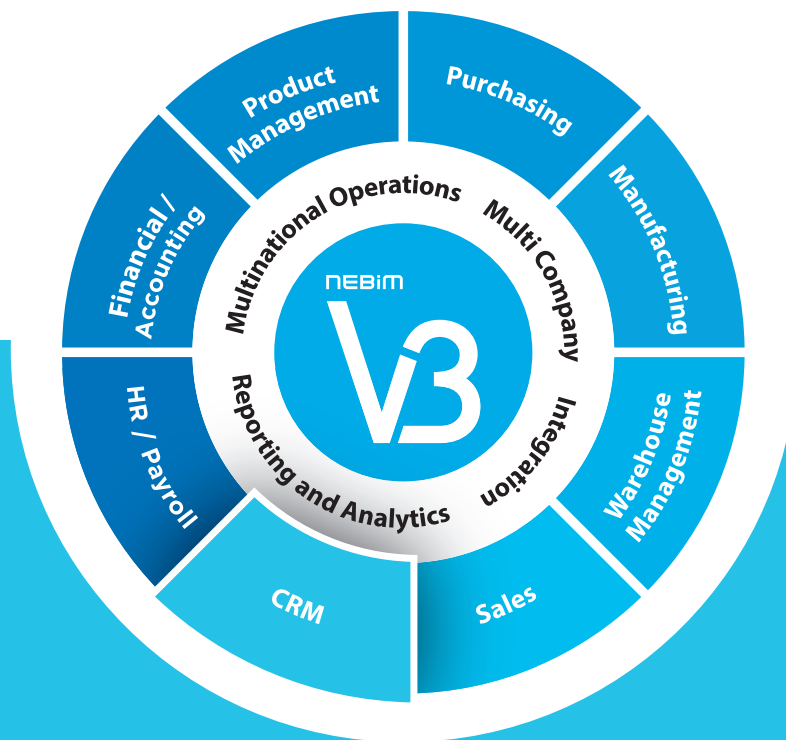 Product
Management
Purchasing
Manufacturing
Warehouse
Management
Sales
CRM
HR / Payroll
Financial /
Accounting
Multinational Operations
Multi Company
Integration
Reporting and Analytics
NEBiM
V3